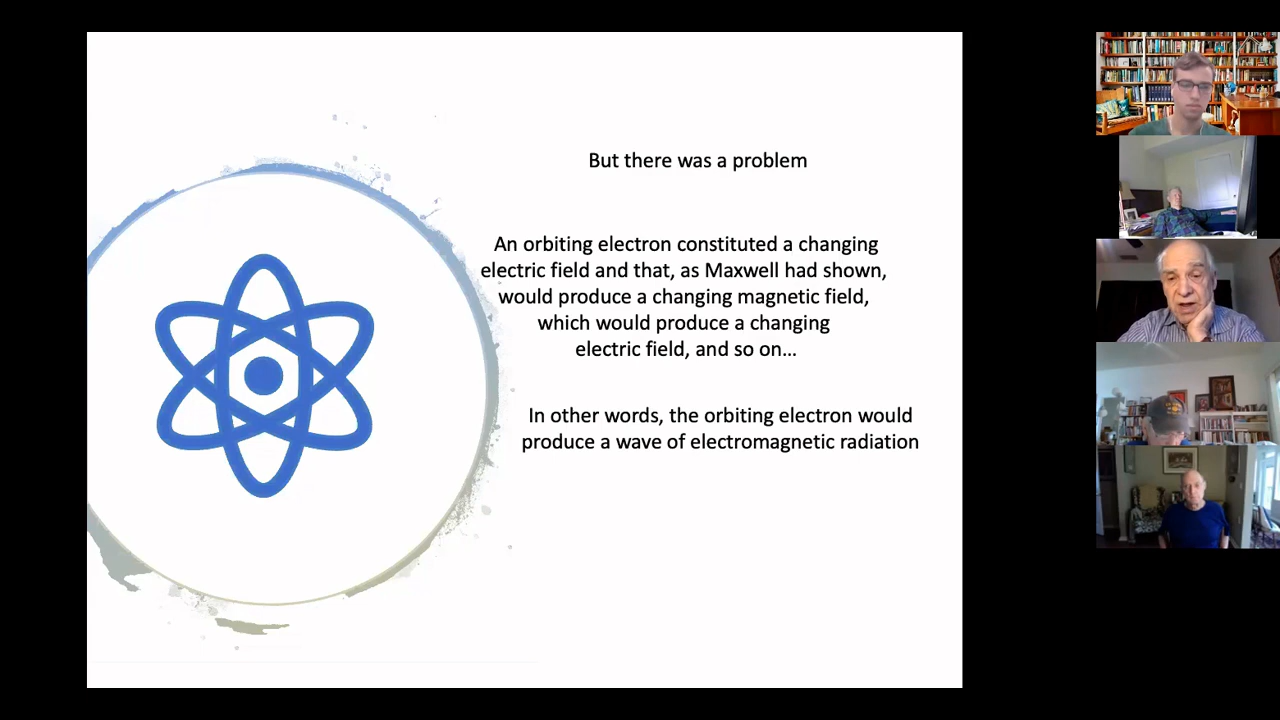 But there was a problem
An orbiting electron constituted a changing
electric field and that, as Maxwell had shown,
would produce a changing magnetic field,
which would produce a changing
electric field, and so on…
In other words, the orbiting electron would
produce a wave of electromagnetic radiation